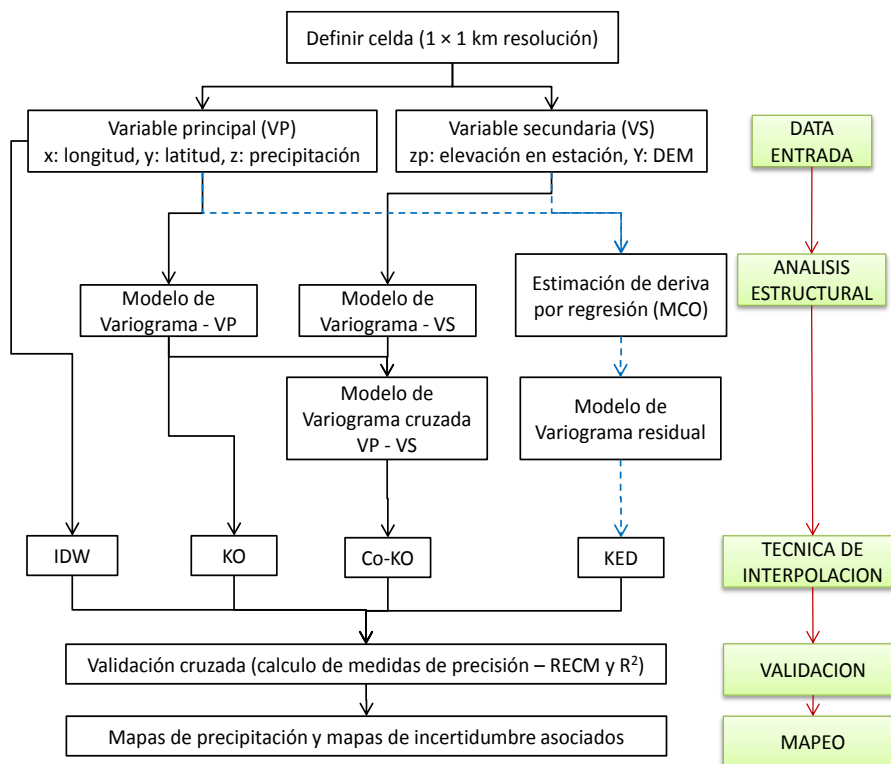 Definir celda (1 × 1 km resolución)
Variable principal (VP)
x: longitud, y: latitud, z: precipitación
Variable secundaria (VS)
zp: elevación en estación, Y: DEM
DATA
ENTRADA
Modelo de
Variograma - VP
Modelo de
Variograma - VS
Estimación de deriva
por regresión (MCO)
ANALISIS
ESTRUCTURAL
Modelo de
Variograma cruzada
VP - VS
Modelo de
Variograma residual
IDW
KO
Co-KO
KED
TECNICA DE
INTERPOLACION
Validación cruzada (calculo de medidas de precisión – RECM y R²)
VALIDACION
Mapas de precipitación y mapas de incertidumbre asociados
MAPEO